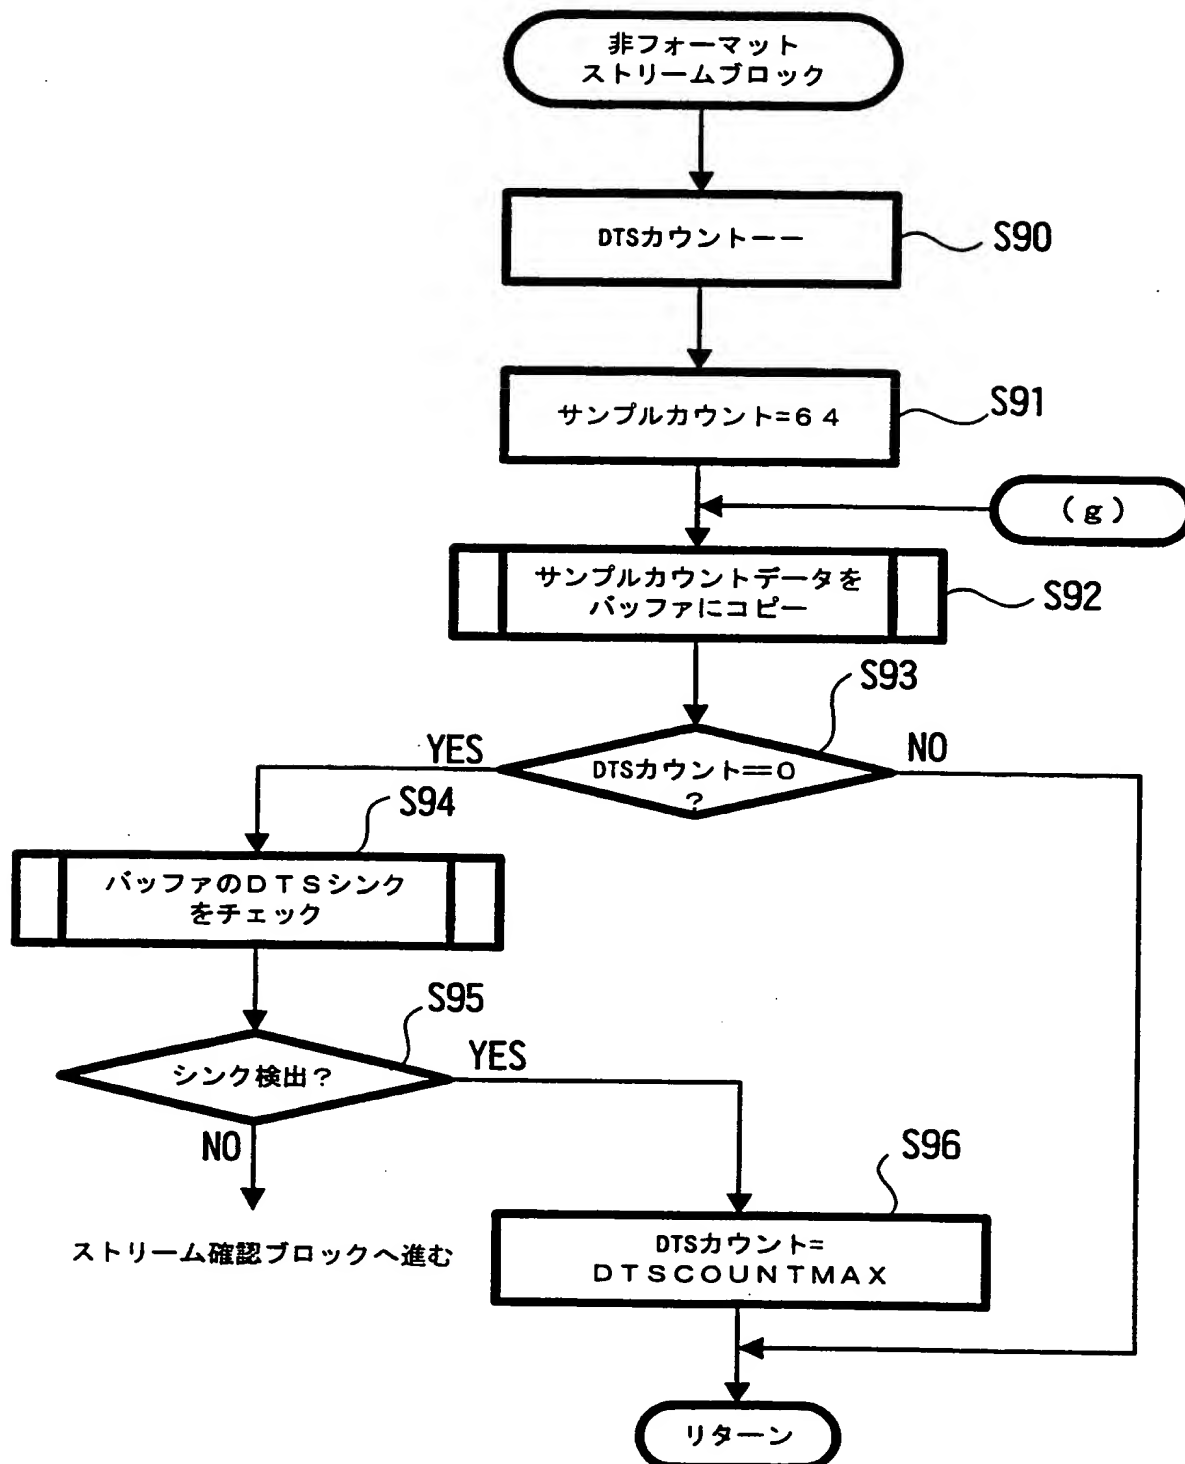 非フォーマット
ストリームブロック
DTSカウントーー
S90
サンプルカウント=６４
S91
(g)
サンプルカウントデータを
バッファにコピー
S92
S93
YES
NO
DTSカウント==０
?
S94
バッファのＤＴＳシンク
をチェック
S95
シンク検出?
YES
NO
S96
ストリーム確認ブロックへ進む
DTSカウント=
ＤＴＳＣＯＵＮＴＭＡＸ
リターン